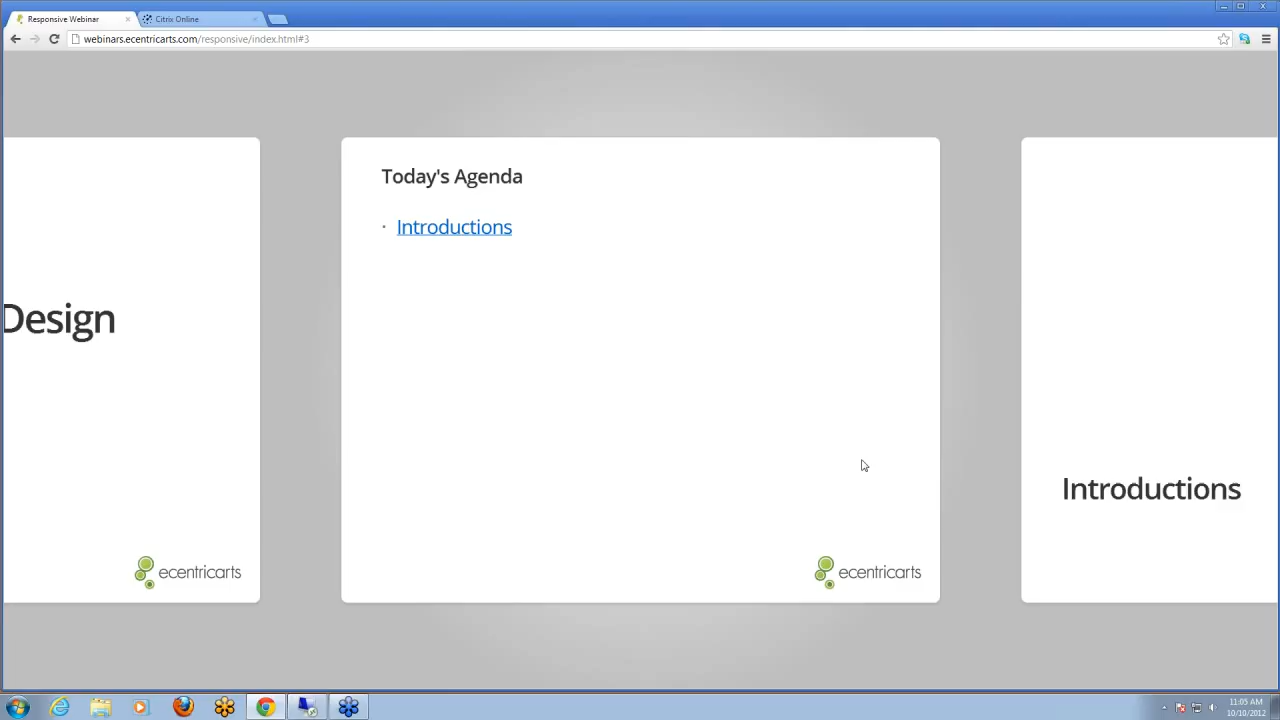 Responsive Webinar
Citrix Online
webinars.ecentricarts.com/responsive/index.html#3
Design
ecentricarts
Today's Agenda
· Introductions
ecentricarts
Introductions
11:05 AM
10/10/2012